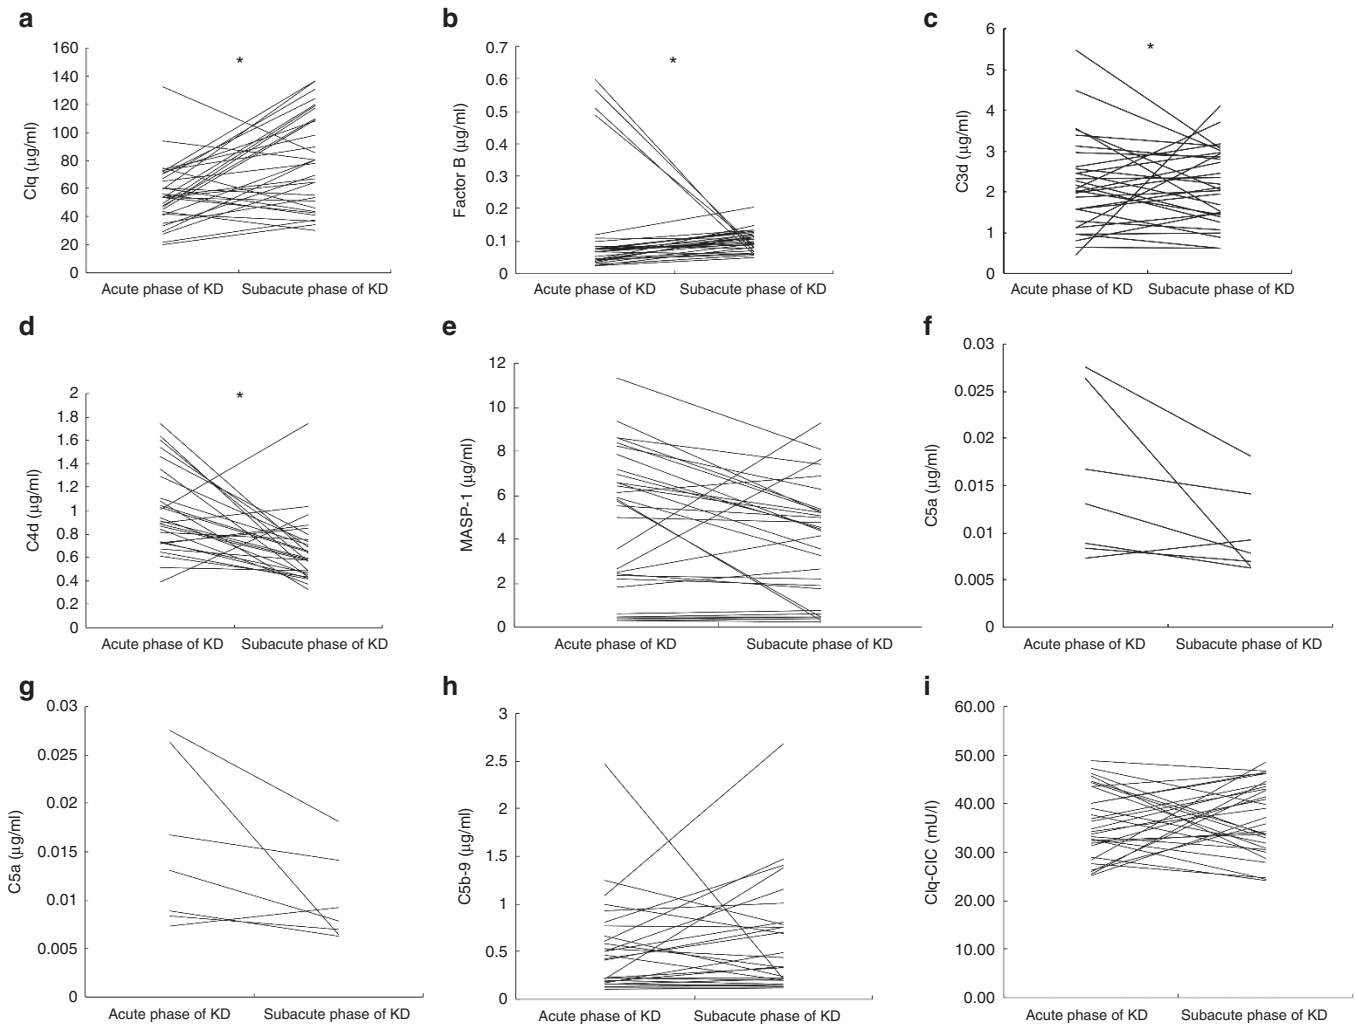 a
160
140
120
100
80
60
40
20
0
Clq (µg/ml)
*
Acute phase of KD Subacute phase of KD
b
0.7
0.6
0.5
0.4
0.3
0.2
0.1
0
Factor B (µg/ml)
*
Acute phase of KD Subacute phase of KD
c
6
5
4
3
2
1
0
C3d (µg/ml)
*
Acute phase of KD Subacute phase of KD
d
2
1.8
1.6
1.4
1.2
1
0.8
0.6
0.4
0.2
0
C4d (µg/ml)
*
Acute phase of KD Subacute phase of KD
e
12
10
8
6
4
2
0
MASP-1 (µg/ml)
Acute phase of KD Subacute phase of KD
f
0.03
0.025
0.02
0.015
0.01
0.005
0
C5a (µg/ml)
Acute phase of KD Subacute phase of KD
g
0.03
0.025
0.02
0.015
0.01
0.005
0
C5a (µg/ml)
Acute phase of KD Subacute phase of KD
h
3
2.5
2
1.5
1
0.5
0
C5b-9 (µg/ml)
Acute phase of KD Subacute phase of KD
i
60.00
50.00
40.00
30.00
20.00
10.00
0.00
Clq-CIC (mU/l)
Acute phase of KD Subacute phase of KD